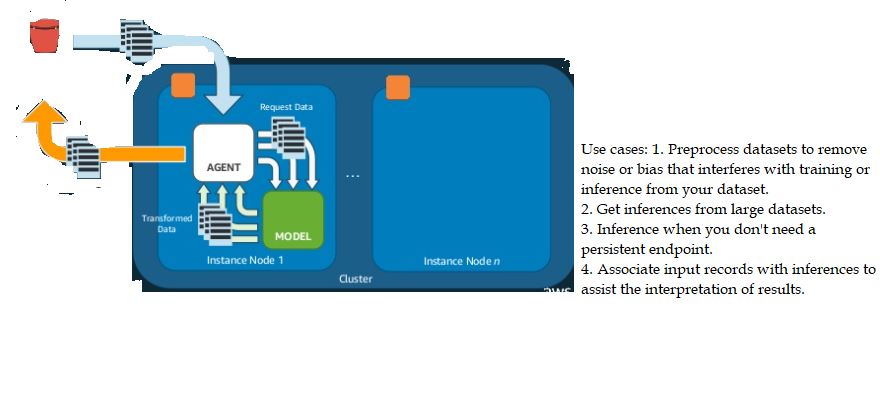 Request Data
AGENT
...
Transformed
Data
MODEL
Instance Node 1
Instance Node n
Cluster
aws
Use cases: 1. Preprocess datasets to remove
noise or bias that interferes with training or
inference from your dataset.
2. Get inferences from large datasets.
3. Inference when you don't need a
persistent endpoint.
4. Associate input records with inferences to
assist the interpretation of results.